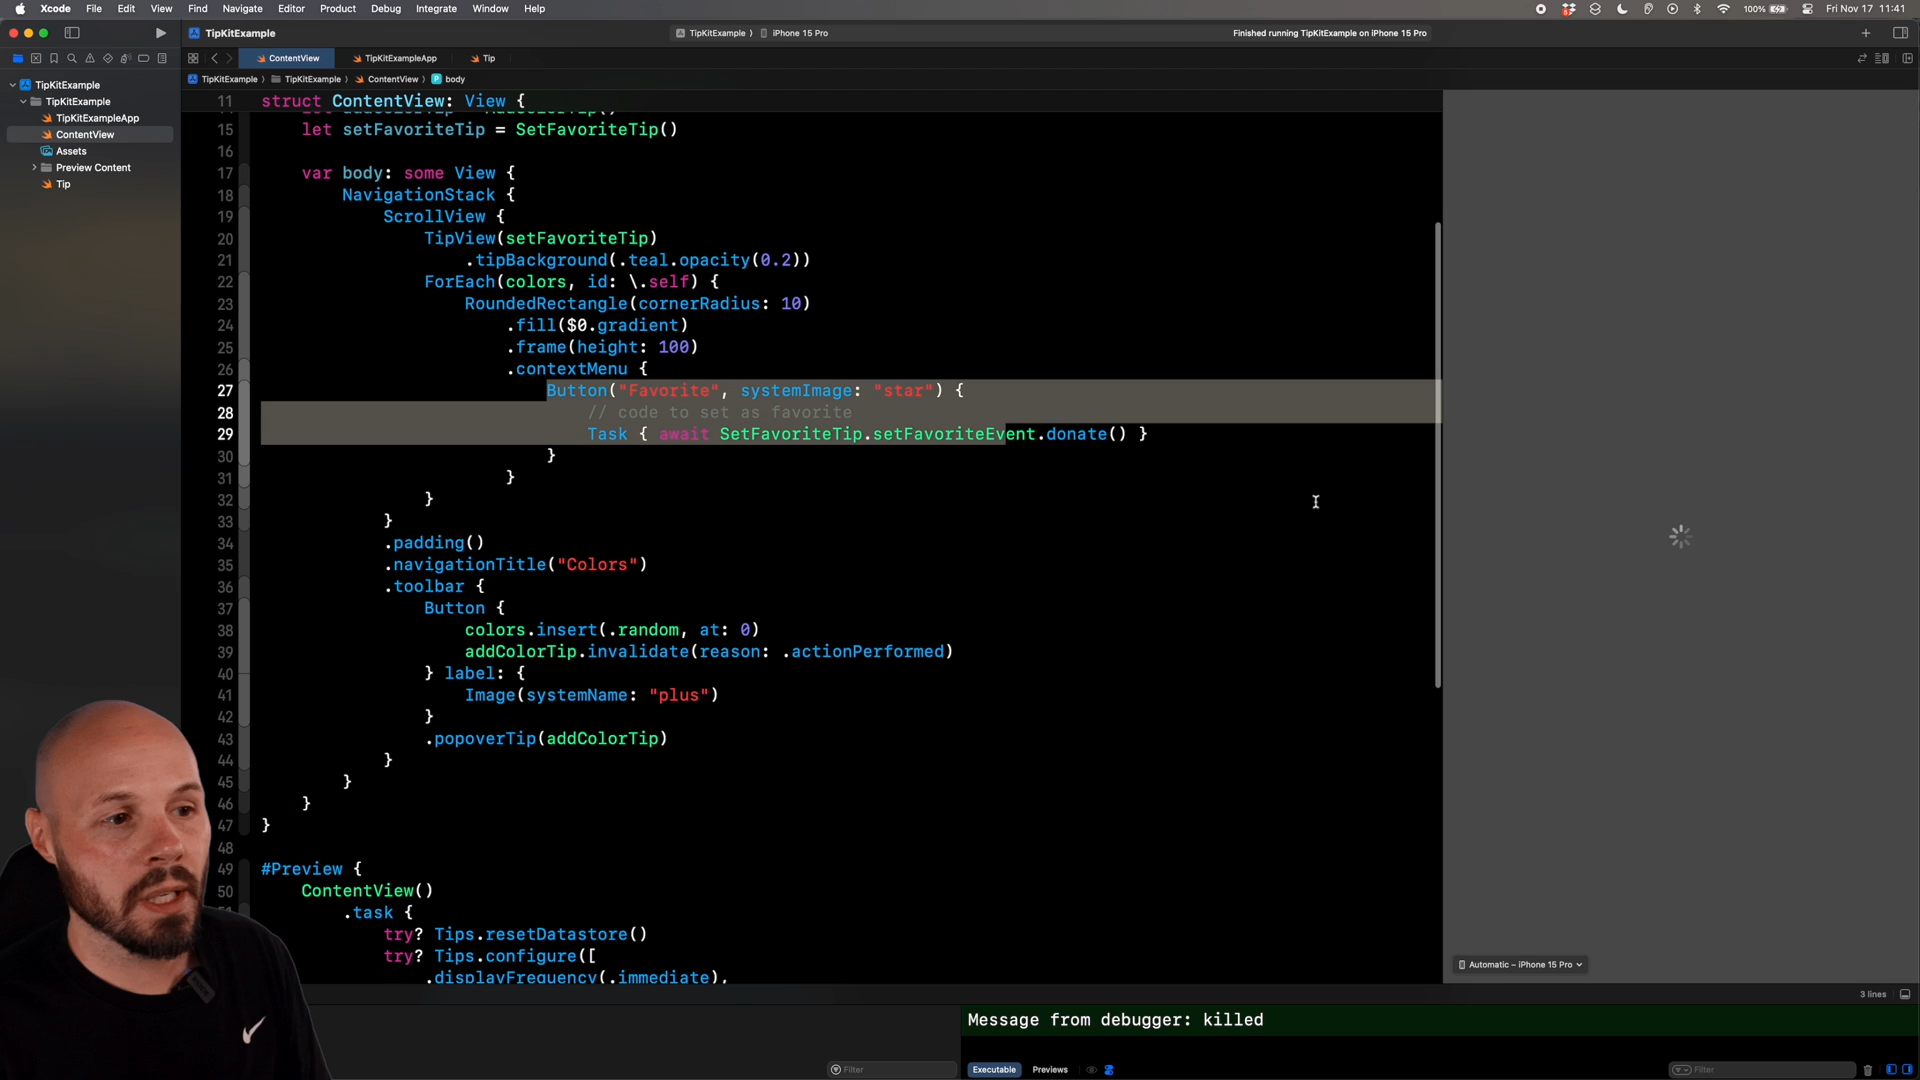 Xcode File Edit View Find Navigate Editor Product Debug Integrate Window Help 100% Fri Nov 17 11:41
TipKitExample TipKitExample iPhone 15 Pro Finished running TipKitExample on iPhone 15 Pro
ContentView TipKitExampleApp Tip
TipKitExample TipKitExample ContentView body
TipKitExample
TipKitExample
TipKitExampleApp
ContentView
Assets
Preview Content
Tip
11 struct ContentView: View {
15 let setFavoriteTip = SetFavoriteTip()
16
17 var body: some View {
18 NavigationStack {
19 ScrollView {
20 TipView(setFavoriteTip)
21 .tipBackground(.teal.opacity(0.2))
22 ForEach(colors, id: \.self) {
23 RoundedRectangle(cornerRadius: 10)
24 .fill($0.gradient)
25 .frame(height: 100)
26 .contextMenu {
27 Button("Favorite", systemImage: "star") {
28 // code to set as favorite
29 Task { await SetFavoriteTip.setFavoriteEvent.donate() }
30 }
31 }
32 }
33 }
34 .padding()
35 .navigationTitle("Colors")
36 .toolbar {
37 Button {
38 colors.insert(.random, at: 0)
39 addColorTip.invalidate(reason: .actionPerformed)
40 } label: {
41 Image(systemName: "plus")
42 }
43 .popoverTip(addColorTip)
44 }
45 }
46 }
47 }
48
49 #Preview {
50 ContentView()
.task {
try? Tips.resetDatastore()
try? Tips.configure([
.displayFrequency(.immediate),
Automatic – iPhone 15 Pro
3 lines
Message from debugger: killed
Filter
Executable Previews
Filter